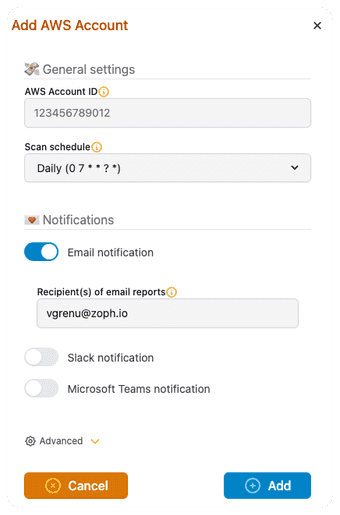 Add AWS Account
General settings
AWS Account ID
123456789012
Scan schedule
Daily (0 7 * * ? *)
Notifications
Email notification
Recipient(s) of email reports
vgrenu@zoph.io
Slack notification
Microsoft Teams notification
Advanced
Cancel
Add